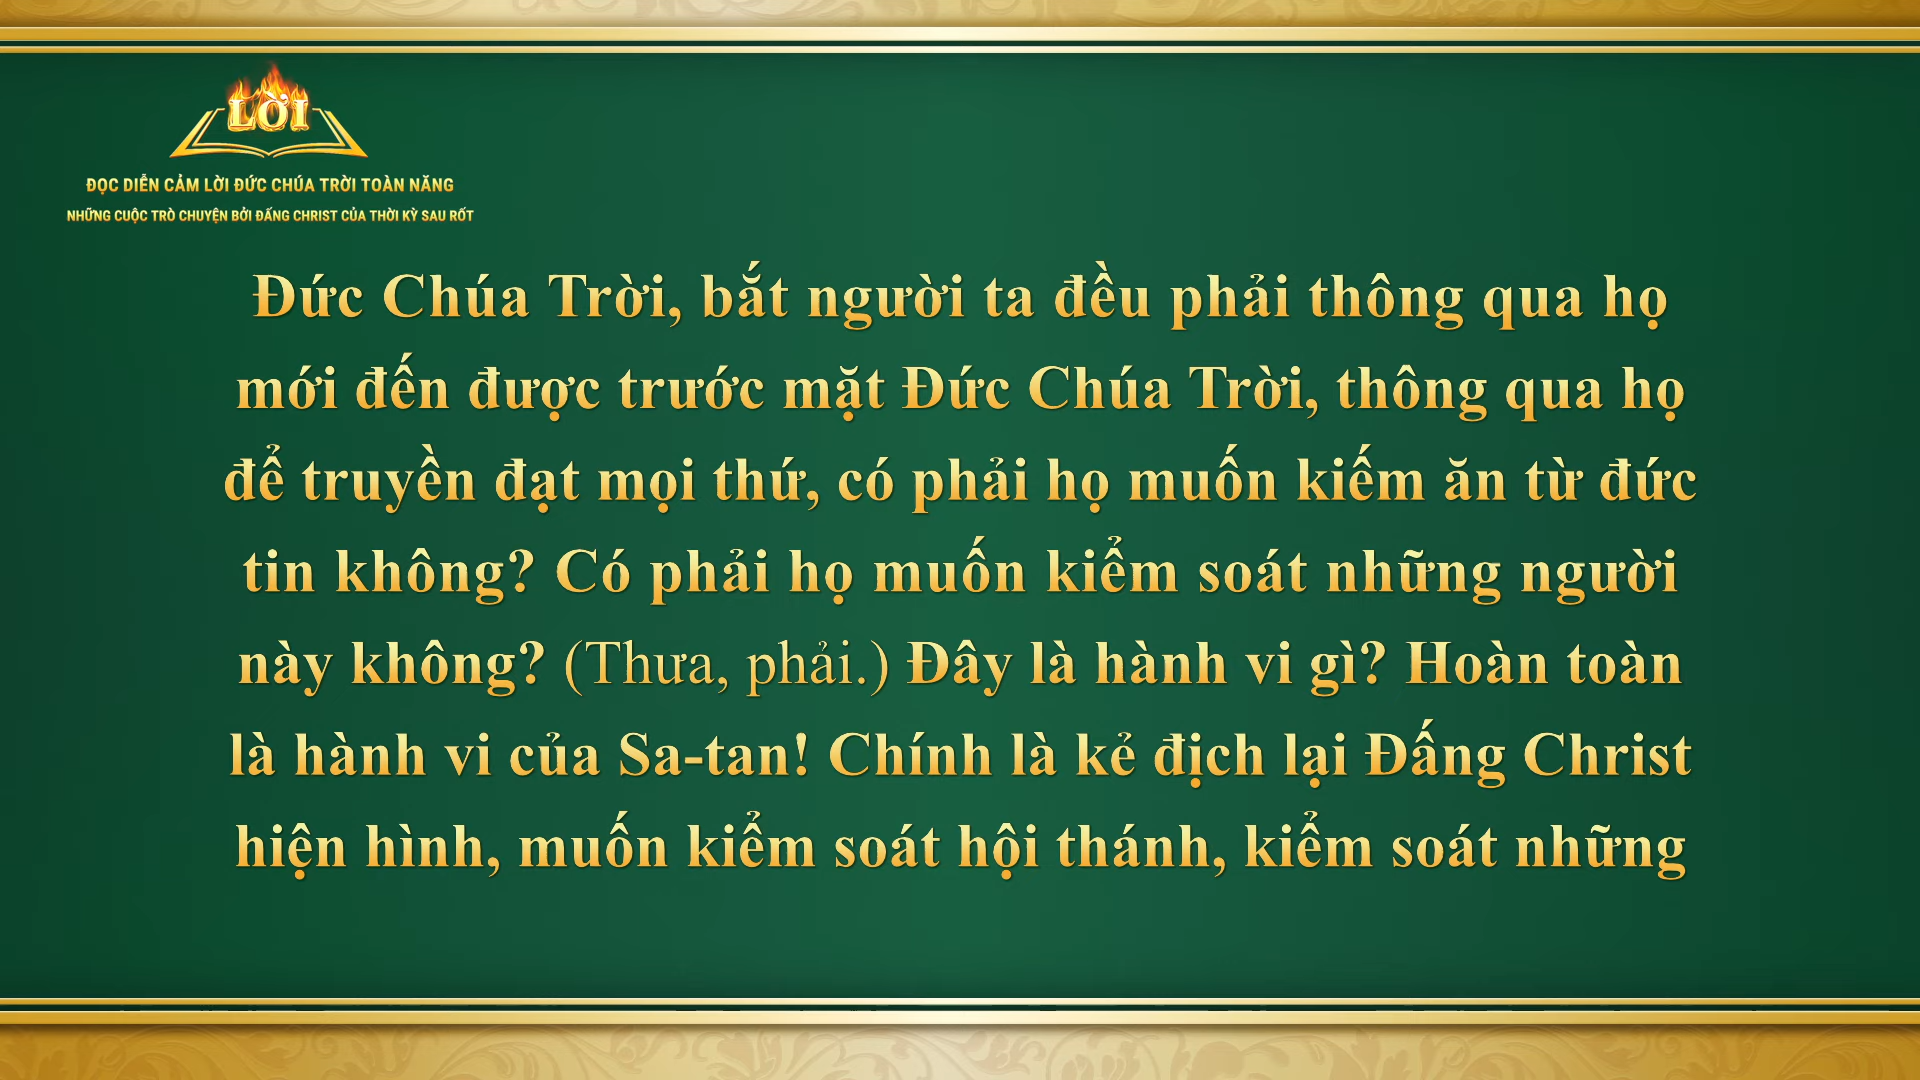 LỜI
ĐỌC DIỄN CẢM LỜI ĐỨC CHÚA TRỜI TOÀN NĂNG
NHỮNG CUỘC TRÒ CHUYỆN BỞI ĐẤNG CHRIST CỦA THỜI KỲ SAU RỐT
Đức Chúa Trời, bắt người ta đều phải thông qua họ
mới đến được trước mặt Đức Chúa Trời, thông qua họ
để truyền đạt mọi thứ, có phải họ muốn kiếm ăn từ đức
tin không? Có phải họ muốn kiểm soát những người
này không? (Thưa, phải.) Đây là hành vi gì? Hoàn toàn
là hành vi của Sa-tan! Chính là kẻ địch lại Đấng Christ
hiện hình, muốn kiểm soát hội thánh, kiểm soát những